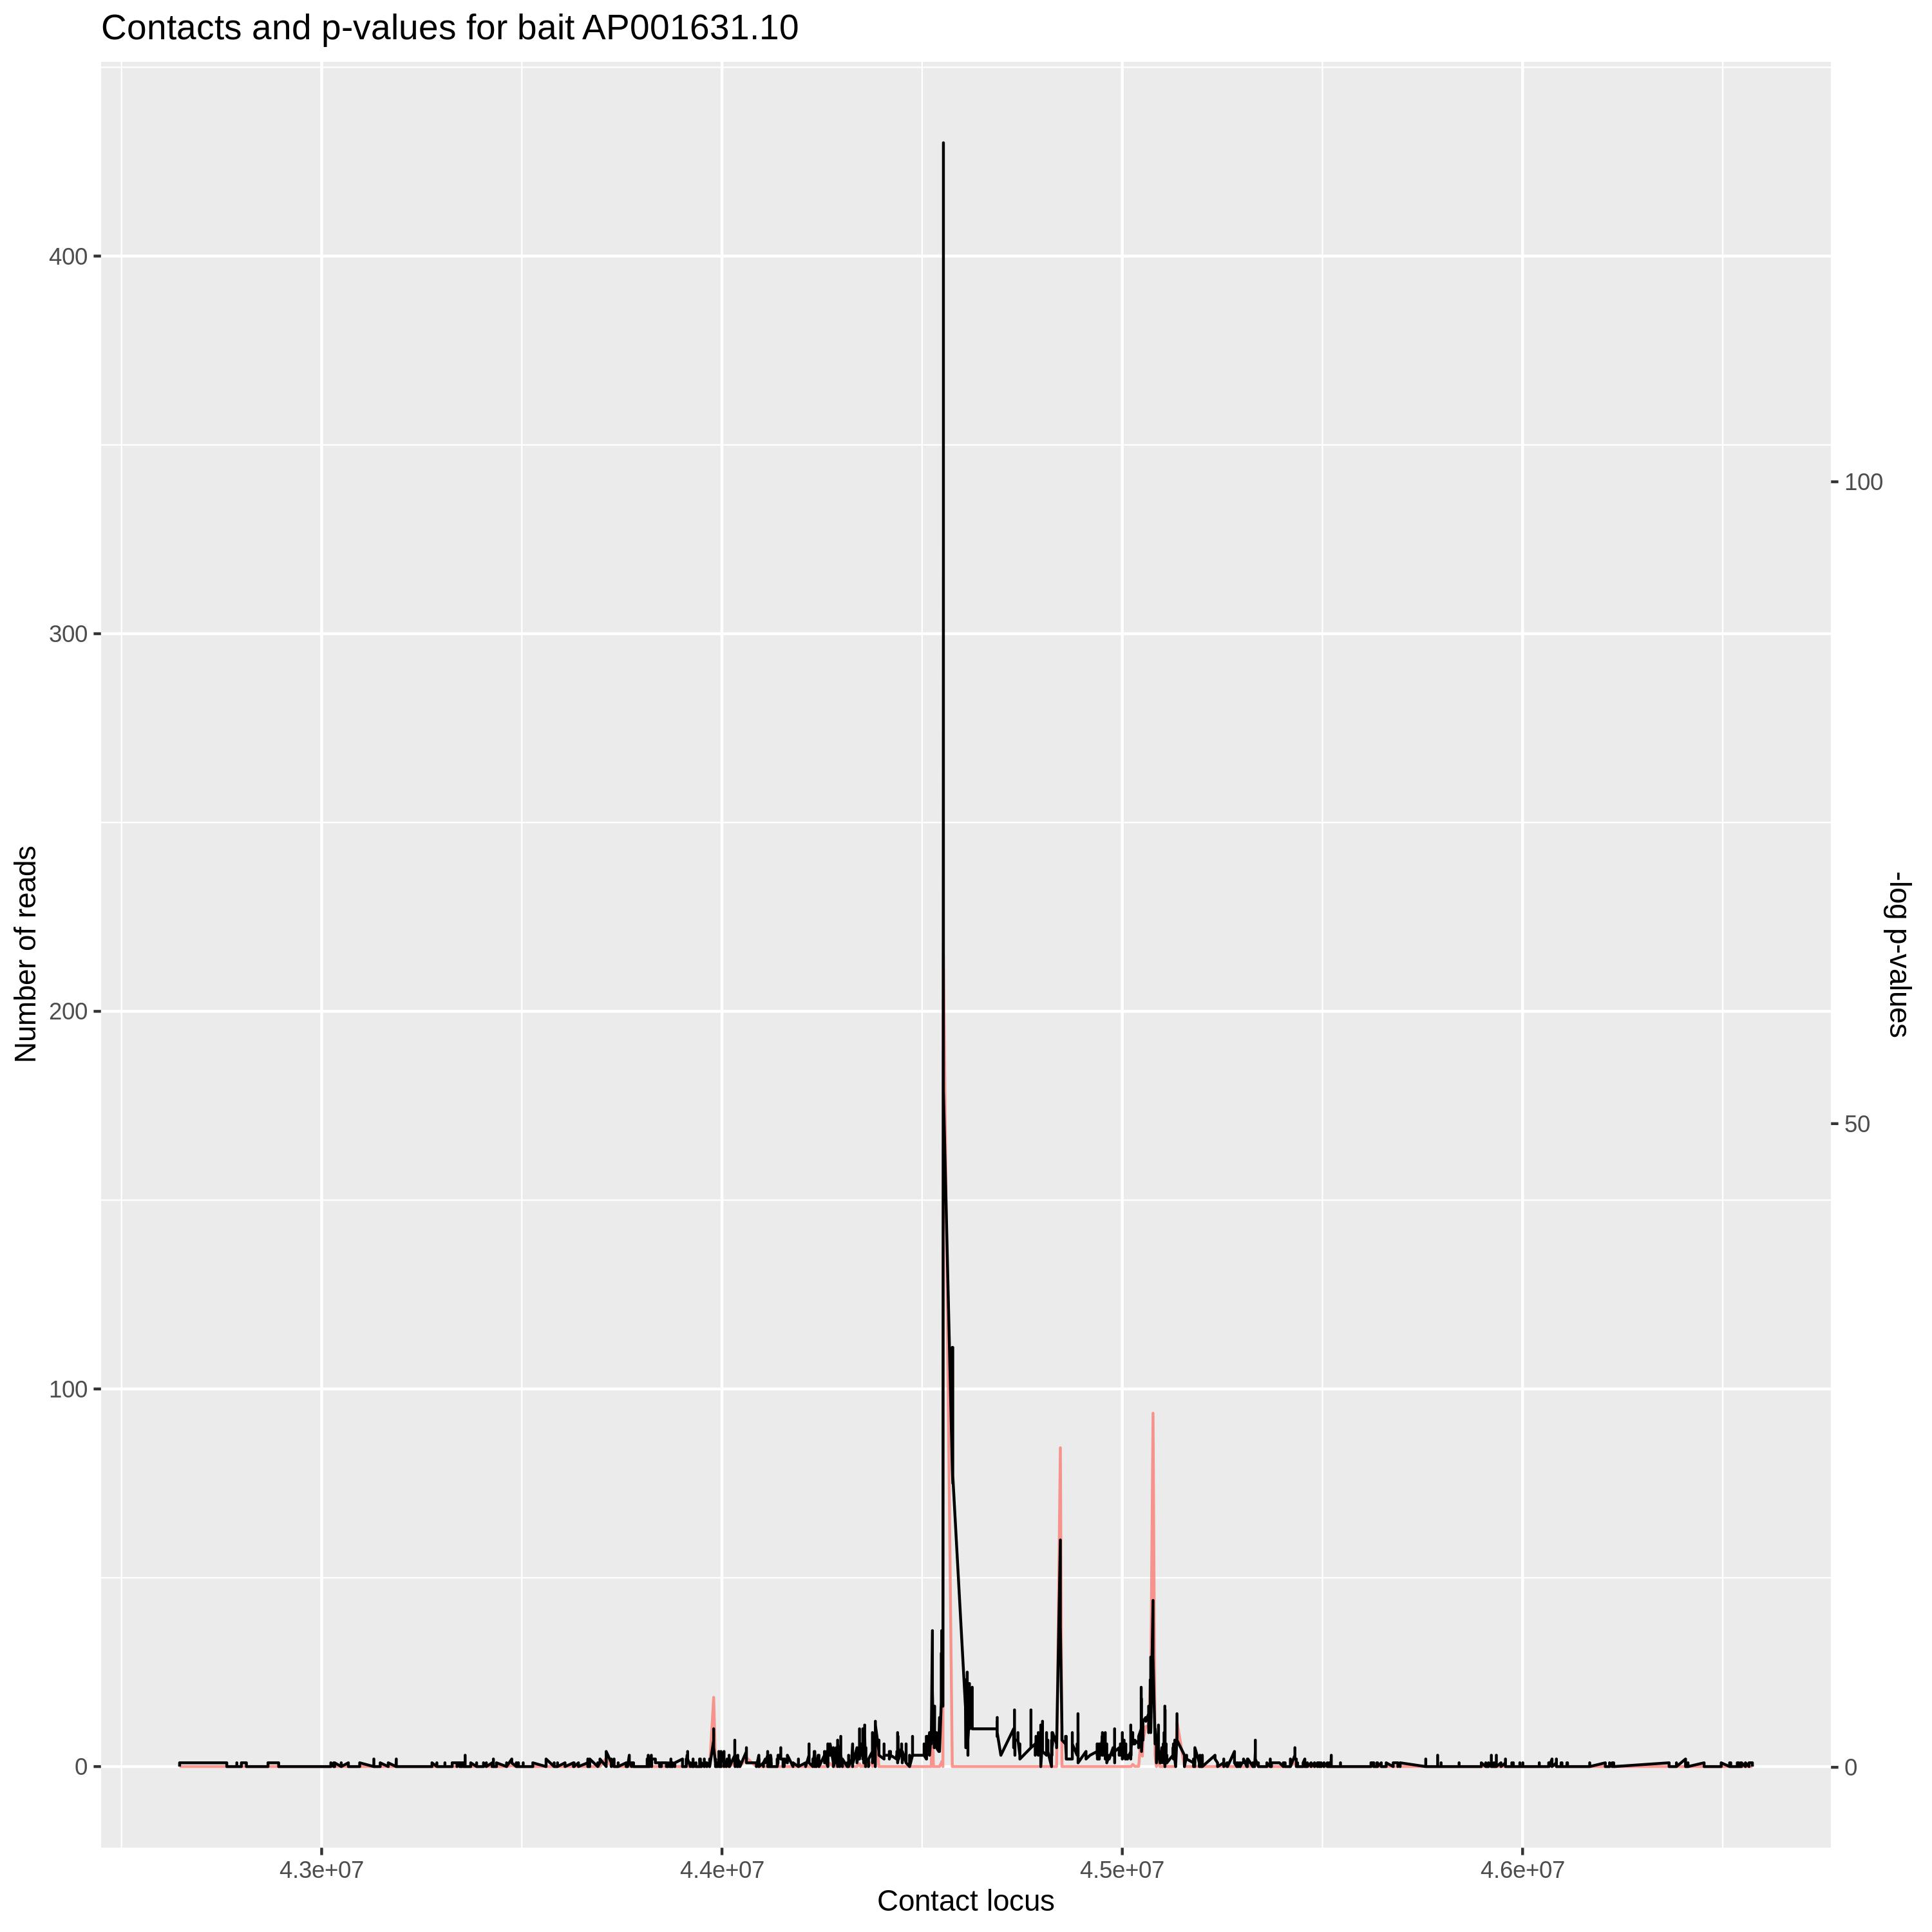 Contacts and p-values for bait AP001631.10
400
300
200
100
0
Number of reads
100
50
0
-log p-values
4.3e+07
4.4e+07
4.5e+07
4.6e+07
Contact locus